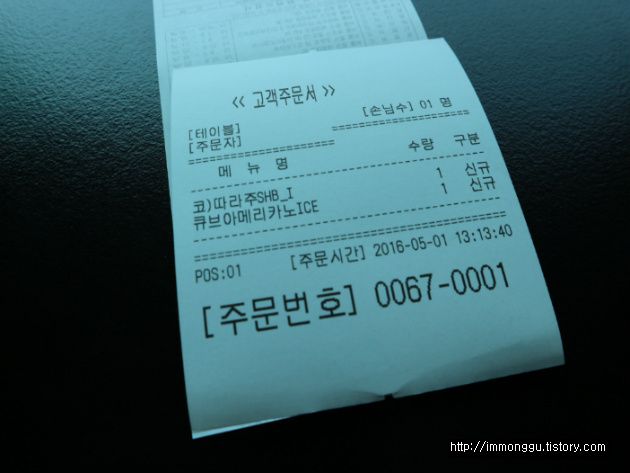 << 고객주문서 >>
[테이블] [손님수] 01 명
[주문자]
메 뉴 명 수량 구분
코)따라주SHB_I 1 신규
큐브아메리카노ICE 1 신규
POS:01 [주문시간] 2016-05-01 13:13:40
[주문번호] 0067-0001
http://immonggu.tistory.com